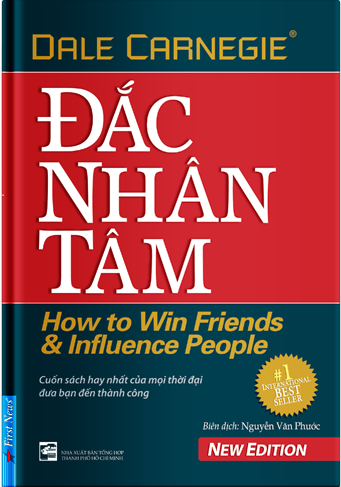 DALE CARNEGIE®
ĐẮC
NHÂN
TÂM
How to Win Friends
& Influence People
Cuốn sách hay nhất của mọi thời đại
đưa bạn đến thành công
#1
INTERNATIONAL
BEST
SELLER
Biên dịch: Nguyễn Văn Phước
NEW EDITION
First News
NHÀ XUẤT BẢN TỔNG HỢP
THÀNH PHỐ HỒ CHÍ MINH